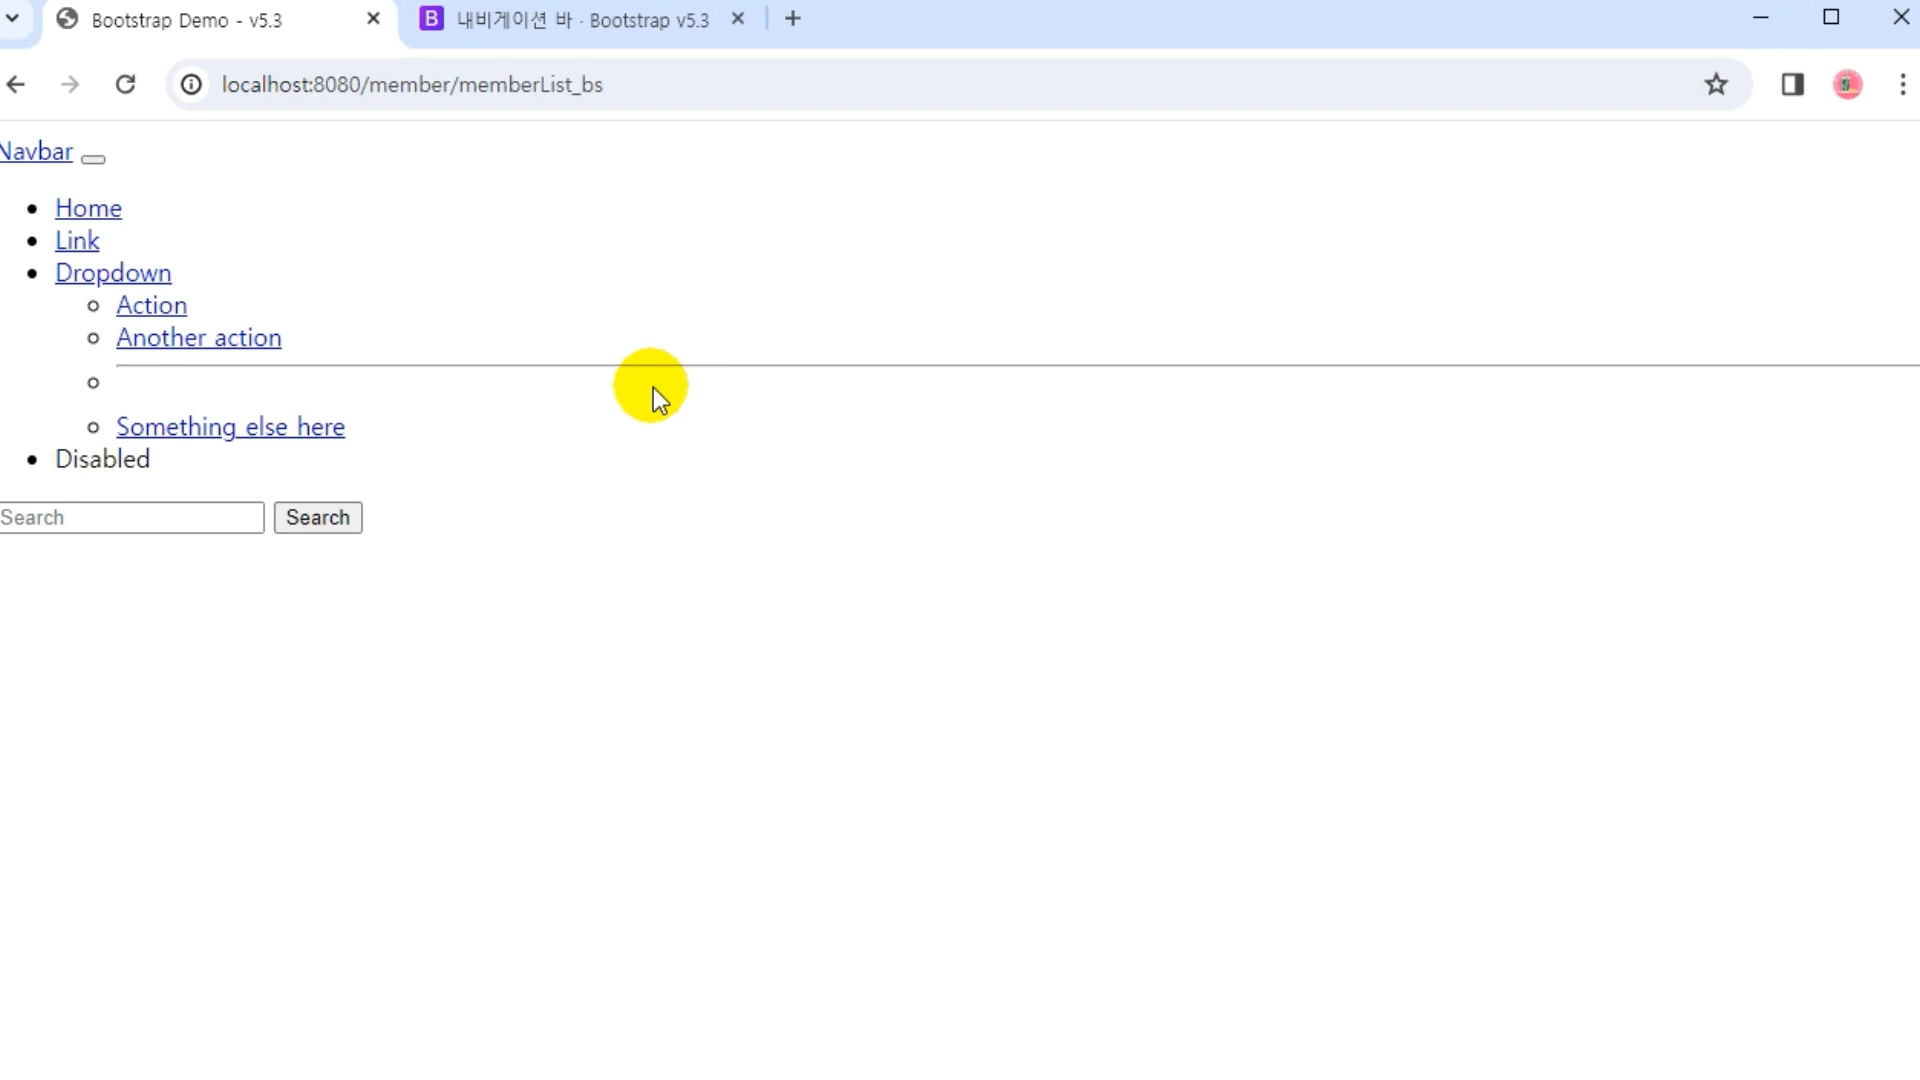 Bootstrap Demo - v5.3
내비게이션 바 · Bootstrap v5.3
localhost:8080/member/memberList_bs
Navbar
Home
Link
Dropdown
Action
Another action
Something else here
Disabled
Search Search